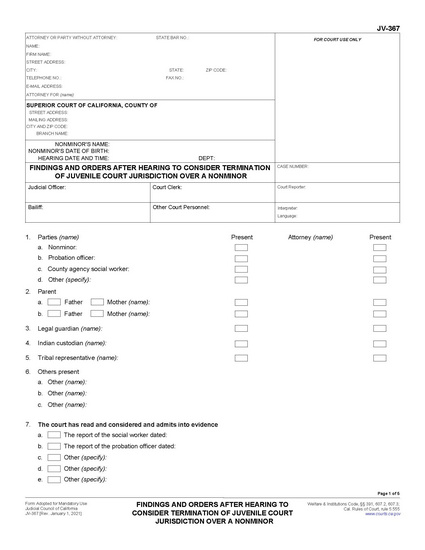 JV-367
ATTORNEY OR PARTY WITHOUT ATTORNEY: STATE BAR NO.: FOR COURT USE ONLY
NAME:
FIRM NAME:
STREET ADDRESS:
CITY: STATE: ZIP CODE:
TELEPHONE NO.: FAX NO.:
E-MAIL ADDRESS:
ATTORNEY FOR (name):
SUPERIOR COURT OF CALIFORNIA, COUNTY OF
STREET ADDRESS:
MAILING ADDRESS:
CITY AND ZIP CODE:
BRANCH NAME:
NONMINOR'S NAME:
NONMINOR'S DATE OF BIRTH:
HEARING DATE AND TIME: DEPT:
FINDINGS AND ORDERS AFTER HEARING TO CONSIDER TERMINATION CASE NUMBER:
OF JUVENILE COURT JURISDICTION OVER A NONMINOR
Judicial Officer: Court Clerk: Court Reporter:
Bailiff: Other Court Personnel: Interpreter:
Language:
1. Parties (name) Present Attorney (name) Present
a. Nonminor:
b. Probation officer:
c. County agency social worker:
d. Other (specify):
2. Parent
a. Father Mother (name):
b. Father Mother (name):
3. Legal guardian (name):
4. Indian custodian (name):
5. Tribal representative (name):
6. Others present
a. Other (name):
b. Other (name):
c. Other (name):
7. The court has read and considered and admits into evidence
a. The report of the social worker dated:
b. The report of the probation officer dated:
c. Other (specify):
d. Other (specify):
e. Other (specify):
Page 1 of 5
Form Adopted for Mandatory Use
Judicial Council of California
JV-367 [Rev. January 1, 2021]
FINDINGS AND ORDERS AFTER HEARING TO
CONSIDER TERMINATION OF JUVENILE COURT
JURISDICTION OVER A NONMINOR
Welfare & Institutions Code, §§ 391, 607.2, 607.3;
Cal. Rules of Court, rule 5.555
www.courts.ca.gov